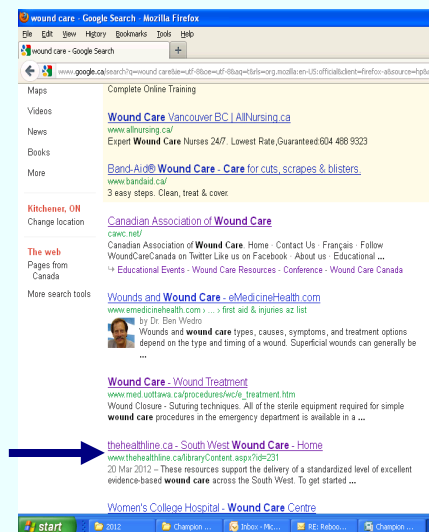 wound care - Google Search - Mozilla Firefox
File Edit View History Bookmarks Tools Help
wound care - Google Search +
www.google.ca/search?q=wound care&ie=utf-8&oe=utf-8&aq=t&rls=org.mozilla:en-US:official&client=firefox-a&source=hp&
Maps
Videos
News
Books
More
Kitchener, ON
Change location
The web
Pages from
Canada
More search tools
Complete Online Training
Wound Care Vancouver BC | AllNursing.ca
www.allnursing.ca/
Expert Wound Care Nurses 24/7. Lowest Rate,Guaranteed:604 488 9323
Band-Aid® Wound Care - Care for cuts, scrapes & blisters.
www.bandaid.ca/
3 easy steps. Clean, treat & cover.
Canadian Association of Wound Care
cawc.net/
Canadian Association of Wound Care. Home · Contact Us · Français · Follow
WoundCareCanada on Twitter Like us on Facebook · About us · Educational ...
Educational Events - Wound Care Resources - Conference - Wound Care Canada
Wounds and Wound Care - eMedicineHealth.com
www.emedicinehealth.com › ... › first aid & injuries az list
by Dr. Ben Wedro
Wounds and wound care types, causes, symptoms, and treatment options
depend on the type and timing of a wound. Superficial wounds can generally be
...
Wound Care - Wound Treatment
www.med.uottawa.ca/procedures/wc/e_treatment.htm
Wound Closure - Suturing techniques. All of the sterile equipment required for simple
wound care procedures in the emergency department is available in a ...
thehealthline.ca - South West Wound Care - Home
www.thehealthline.ca/libraryContent.aspx?id=231
20 Mar 2012 – These resources support the delivery of a standardized level of excellent
evidence-based wound care across the South West. To get started ...
Women's College Hospital - Wound Care Centre
start 2012 Champion ... Inbox - Mic... RE: Reboo... Champion ...